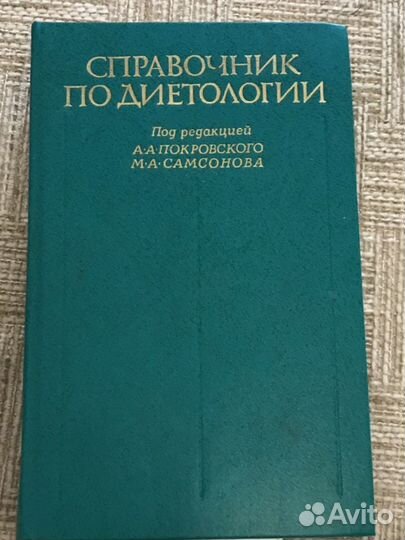 СПРАВОЧНИК
ПО ДИЕТОЛОГИИ
Под редакцией
А·А·ПОКРОВСКОГО
М·А·САМСОНОВА
Avito